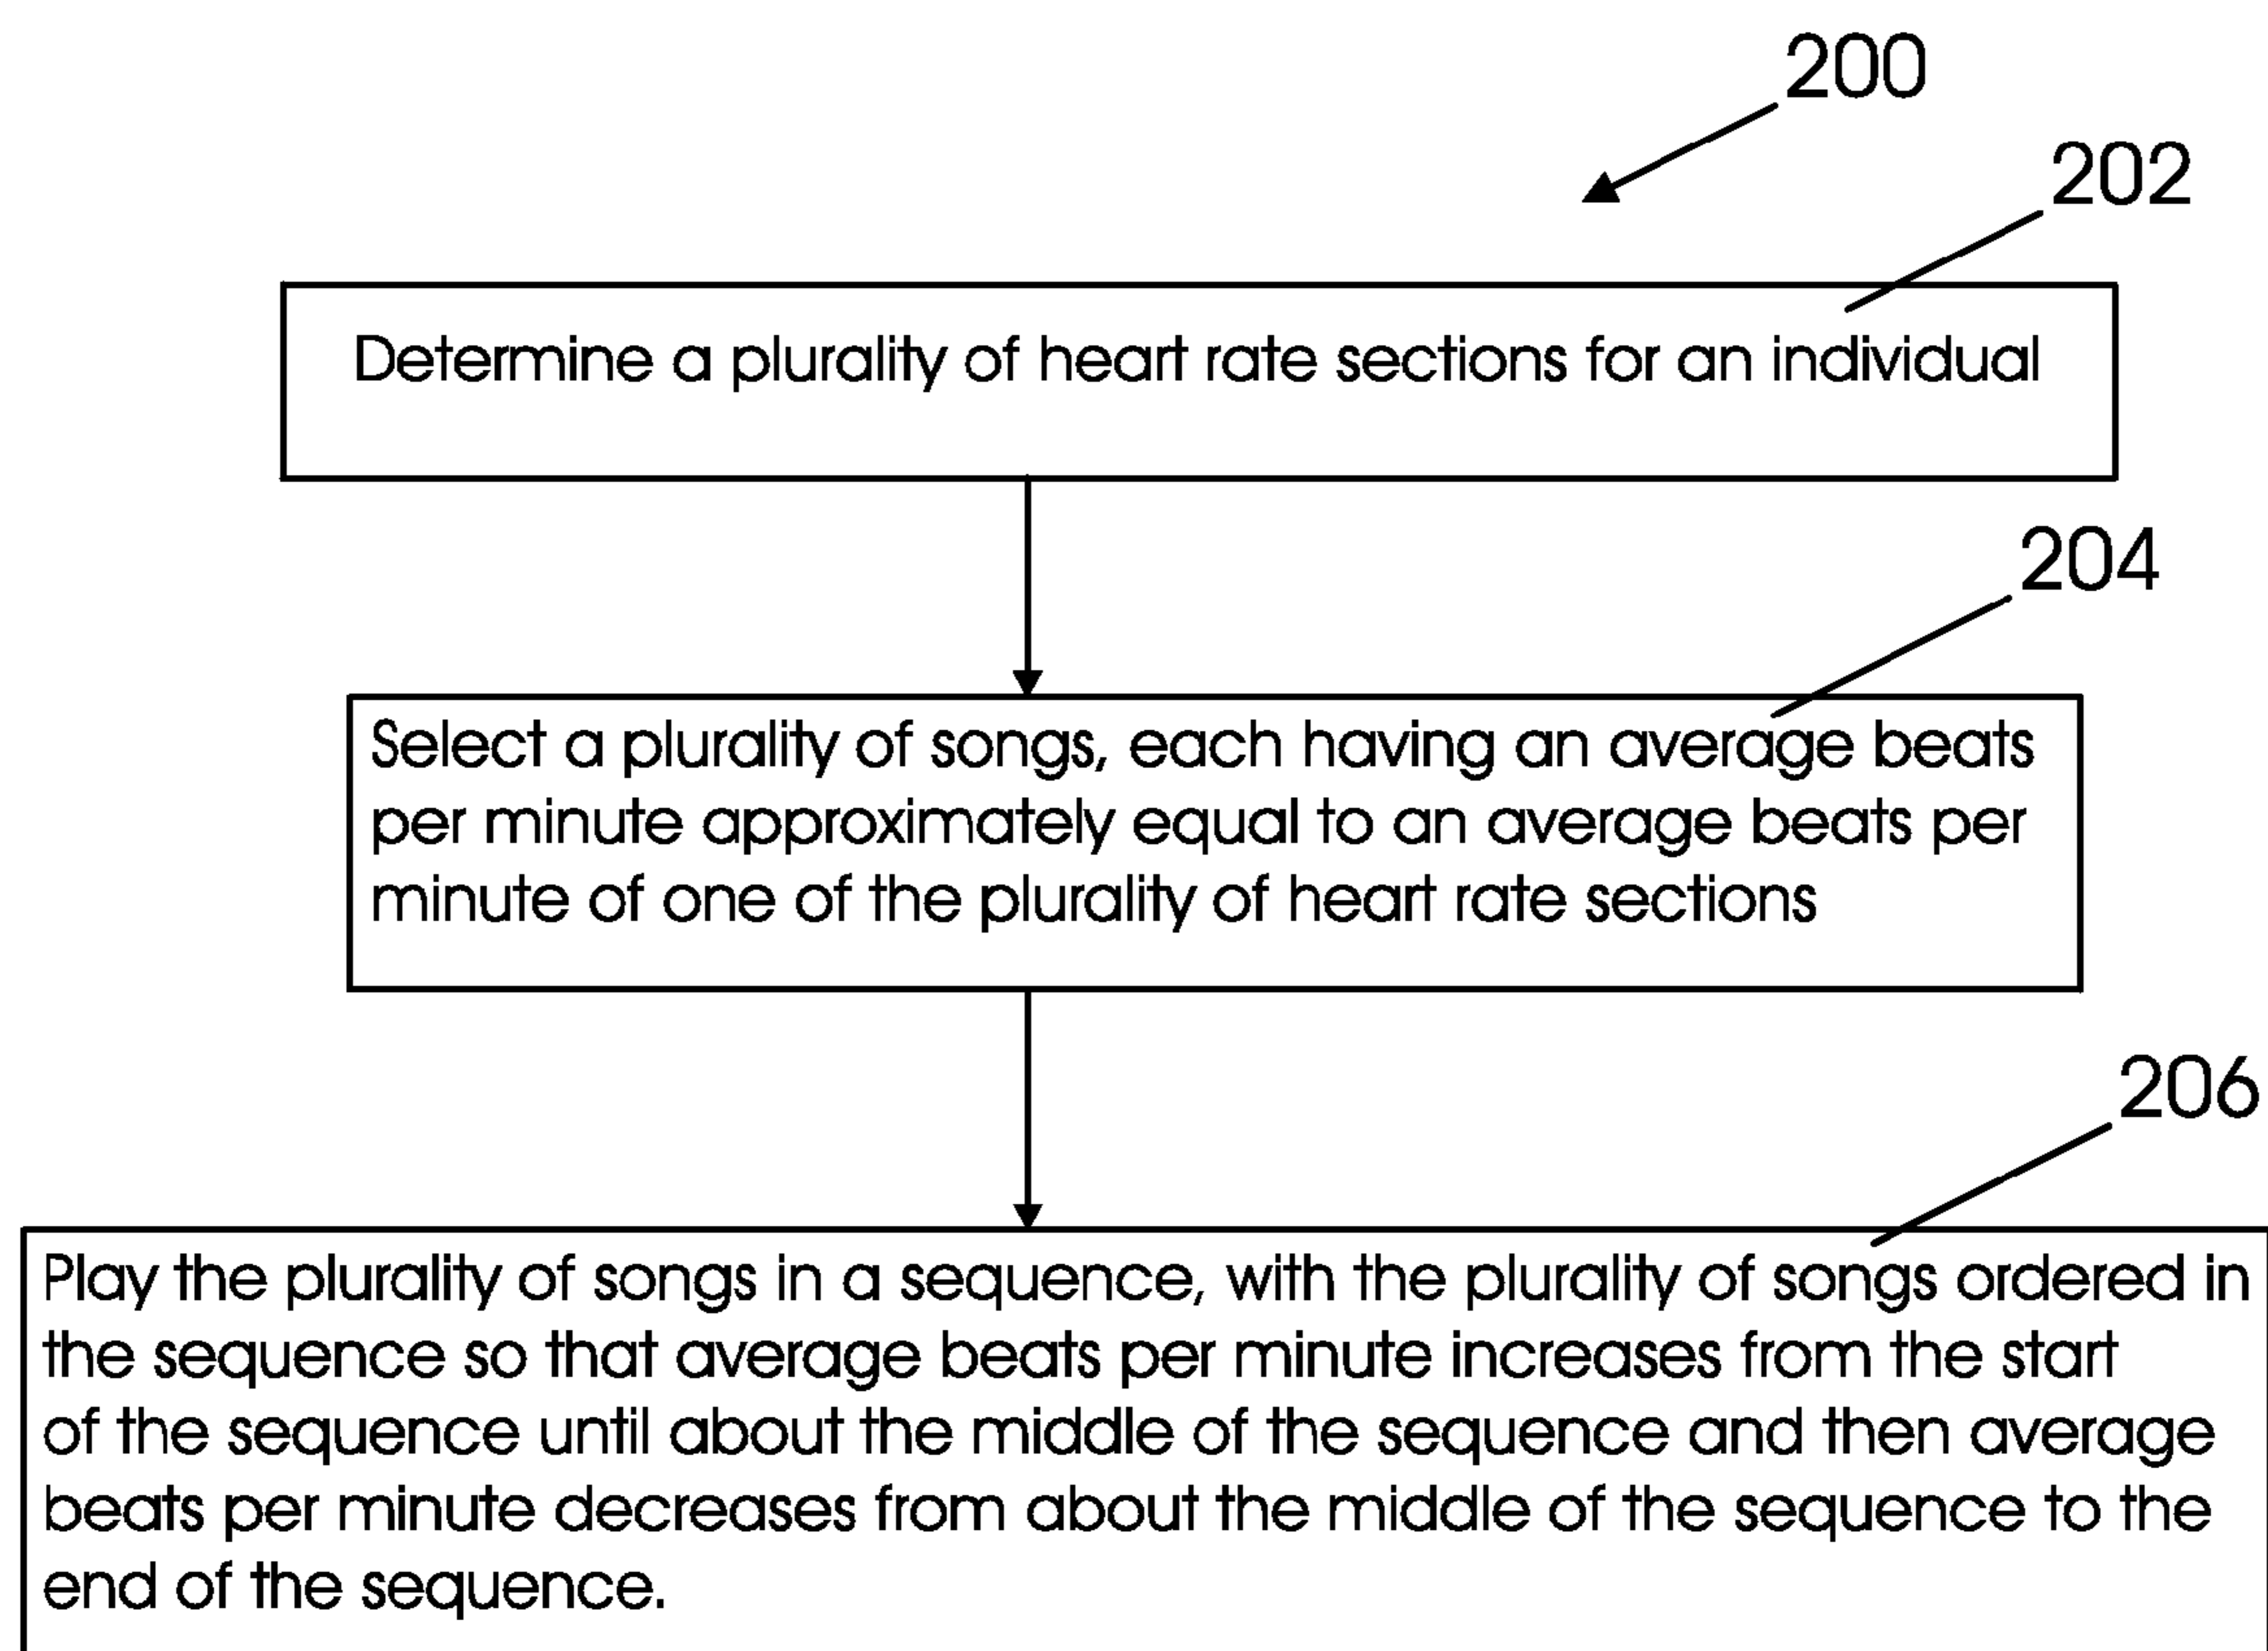 200
202
Determine a plurality of heart rate sections for an individual
204
Select a plurality of songs, each having an average beats
per minute approximately equal to an average beats per
minute of one of the plurality of heart rate sections
206
Play the plurality of songs in a sequence, with the plurality of songs ordered in
the sequence so that average beats per minute increases from the start
of the sequence until about the middle of the sequence and then average
beats per minute decreases from about the middle of the sequence to the
end of the sequence.